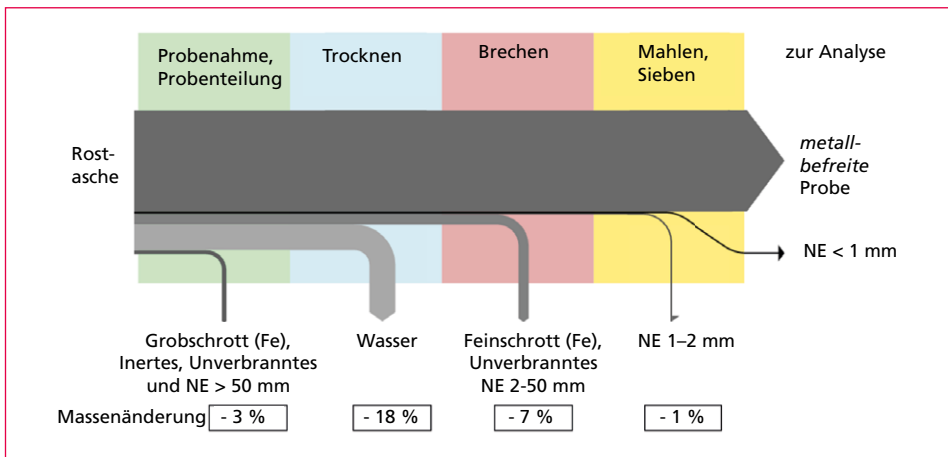 Probenahme,
Probenteilung
Trocknen
Brechen
Mahlen,
Sieben
zur Analyse
Rost-
asche
metall-
befreite
Probe
NE < 1 mm
Grobschrott (Fe),
Inertes, Unverbranntes
und NE > 50 mm
Wasser
Feinschrott (Fe),
Unverbranntes
NE 2-50 mm
NE 1–2 mm
Massenänderung - 3 % - 18 % - 7 % - 1 %